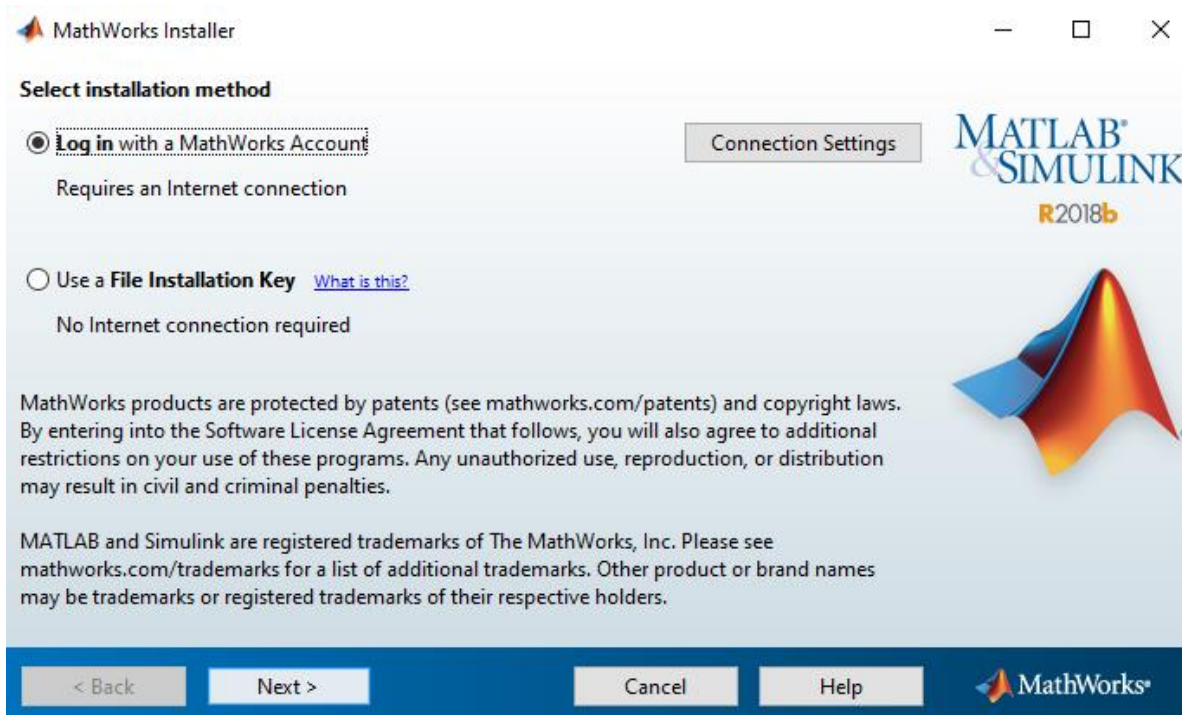 MathWorks Installer
Select installation method
Log in with a MathWorks Account
Connection Settings
Requires an Internet connection
Use a File Installation Key What is this?
No Internet connection required
MathWorks products are protected by patents (see mathworks.com/patents) and copyright laws.
By entering into the Software License Agreement that follows, you will also agree to additional
restrictions on your use of these programs. Any unauthorized use, reproduction, or distribution
may result in civil and criminal penalties.
MATLAB and Simulink are registered trademarks of The MathWorks, Inc. Please see
mathworks.com/trademarks for a list of additional trademarks. Other product or brand names
may be trademarks or registered trademarks of their respective holders.
MATLAB®
&SIMULINK
R2018b
< Back
Next >
Cancel
Help
MathWorks®